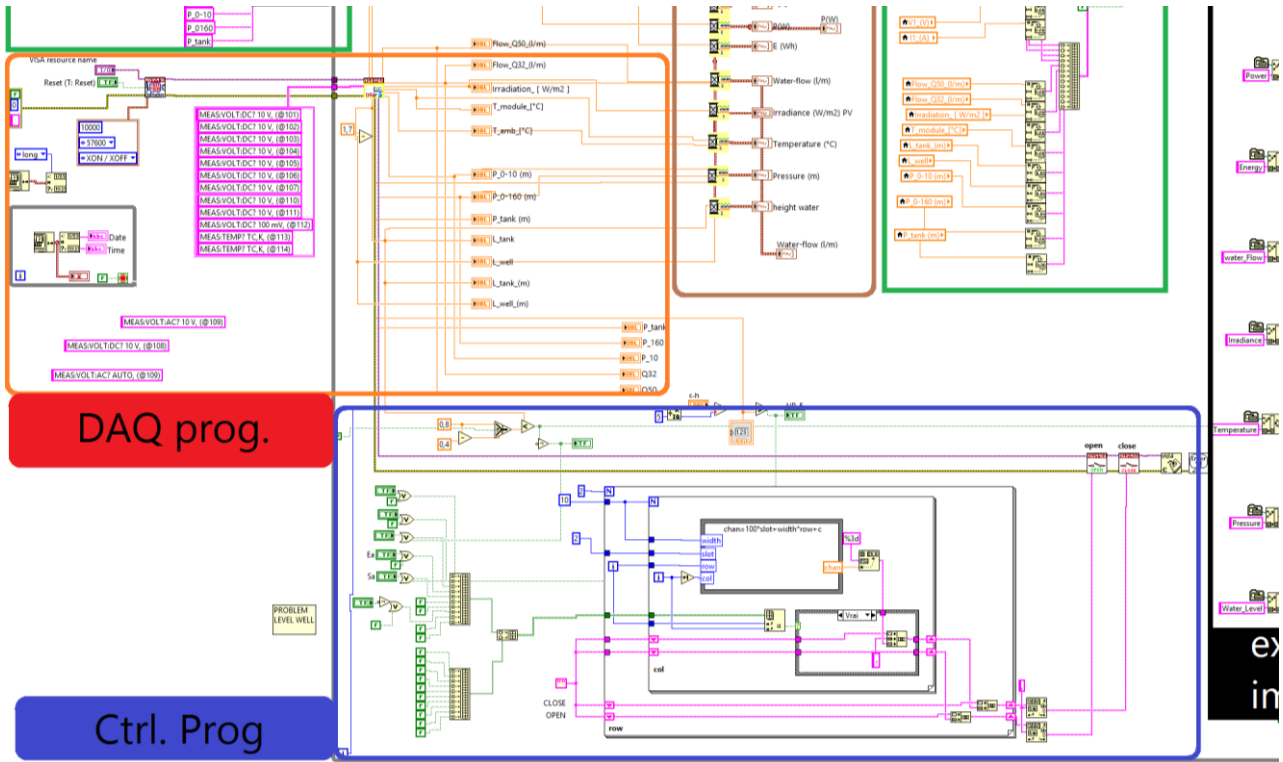 P_0-10
P_0160
P_tank
VISA resource name
Reset (T: Reset)
10000
57600
XON / XOFF
long
MEAS:VOLT:DC? 10 V, (@101)
MEAS:VOLT:DC? 10 V, (@102)
MEAS:VOLT:DC? 10 V, (@103)
MEAS:VOLT:DC? 10 V, (@104)
MEAS:VOLT:DC? 10 V, (@105)
MEAS:VOLT:DC? 10 V, (@106)
MEAS:VOLT:DC? 10 V, (@107)
MEAS:VOLT:DC? 10 V, (@110)
MEAS:VOLT:DC? 10 V, (@111)
MEAS:VOLT:DC? 100 mV, (@112)
MEAS:TEMP? TC,K, (@113)
MEAS:TEMP? TC,K, (@114)
Date
Time
MEAS:VOLT:AC? 10 V, (@109)
MEAS:VOLT:DC? 10 V, (@108)
MEAS:VOLT:AC? AUTO, (@109)
1,7
Flow_Q50_(l/m)
Flow_Q32_(l/m)
Irradiation_ [ W/m2 ]
T_module_[°C]
T_amb_[°C]
P_0-10 (m)
P_0-160 (m)
P_tank (m)
L_tank
L_well
L_tank_(m)
L_well_(m)
P_tank
P_160
P_10
Q32
Q50
P(W)
P(W)
E (Wh)
Water-flow (l/m)
Irradiance (W/m2) PV
Temperature (°C)
Pressure (m)
height water
Water-flow (l/m)
Flow_Q50_(l/m)
Flow_Q32_(l/m)
Irradiation_ [ W/m2 ]
T_module_[°C]
L_tank_(m)
L_well
P_0-10 (m)
P_0-160 (m)
P_tank (m)
Power
Energy
water_Flow
Irradiance
Temperature
Pressure
Water_Level
ex
im
DAQ prog.
Ctrl. Prog
PROBLEM
LEVEL WELL
0,8
0,4
c-h
5
open
close
Ea
Sa
2
10
2
chan=100*slot+width*row+c
width
slot
row
col
chan
%3d
Vrai
col
CLOSE
OPEN
row